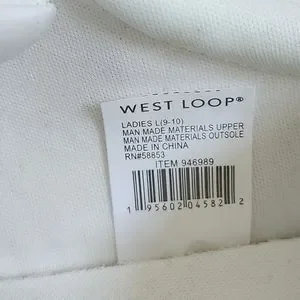 WEST LOOP®
LADIES L(9-10)
MAN MADE MATERIALS UPPER
MAN MADE MATERIALS OUTSOLE
MADE IN CHINA
RN#58853
ITEM 946989
1 95602 04582 2